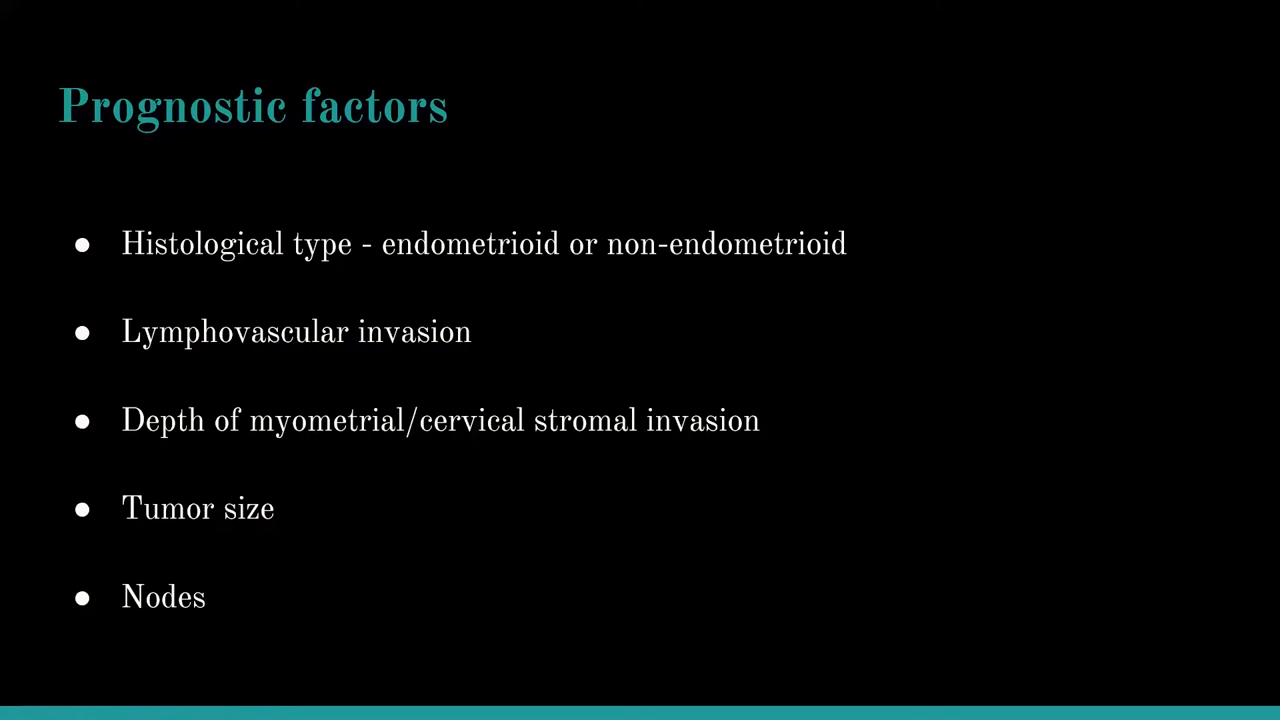 Prognostic factors
● Histological type - endometrioid or non-endometrioid
● Lymphovascular invasion
● Depth of myometrial/cervical stromal invasion
● Tumor size
● Nodes